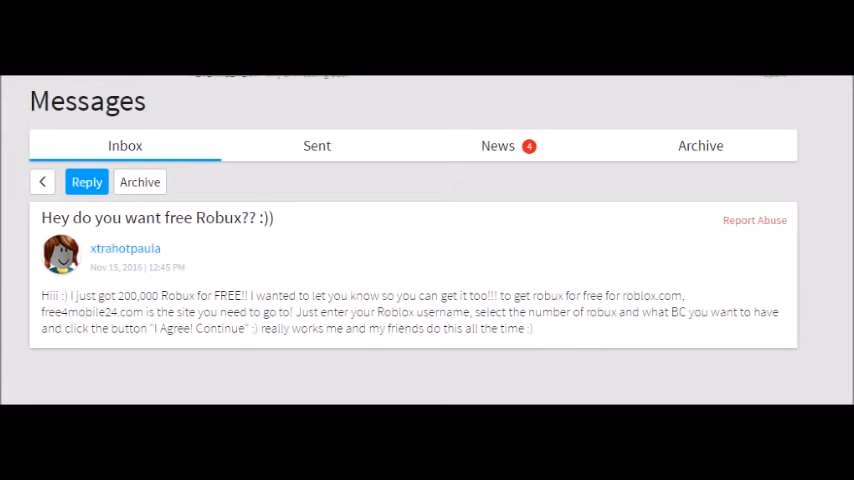 Messages
Inbox
Sent
News 4
Archive
Reply
Archive
Hey do you want free Robux?? :))
Report Abuse
xtrahotpaula
Nov 15, 2016 | 12:45 PM
Hiii :) I just got 200,000 Robux for FREE!! I wanted to let you know so you can get it too!!! to get robux for free for roblox.com,
free4mobile24.com is the site you need to go to! Just enter your Roblox username, select the number of robux and what BC you want to have
and click the button "I Agree! Continue" :) really works me and my friends do this all the time :)